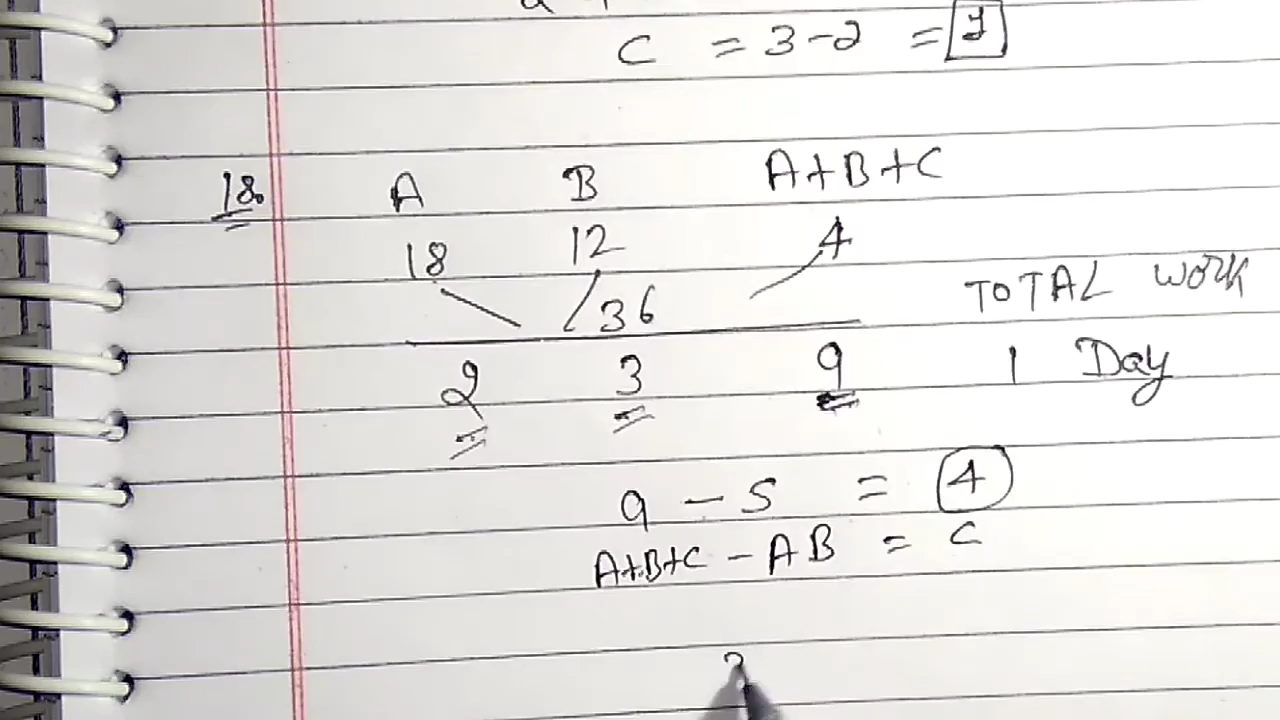 C = 3 - 2 = 1
18. A B A+B+C
18 12 4
36 TOTAL WORK
2 3 9 1 Day
9 - 5 = 4
A+B+C - AB = C